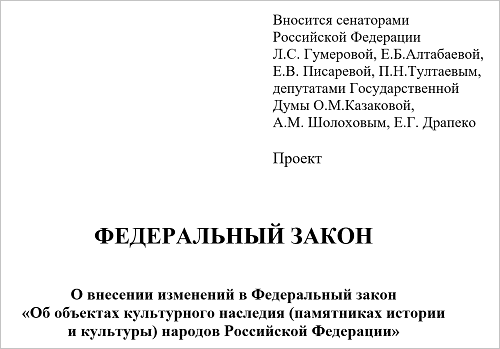 Вносится сенаторами
Российской Федерации
Л.С. Гумеровой, Е.Б.Алтабаевой,
Е.В. Писаревой, П.Н.Тултаевым,
депутатами Государственной
Думы О.М.Казаковой,
А.М. Шолоховым, Е.Г. Драпеко
Проект
ФЕДЕРАЛЬНЫЙ ЗАКОН
О внесении изменений в Федеральный закон
«Об объектах культурного наследия (памятниках истории
и культуры) народов Российской Федерации»